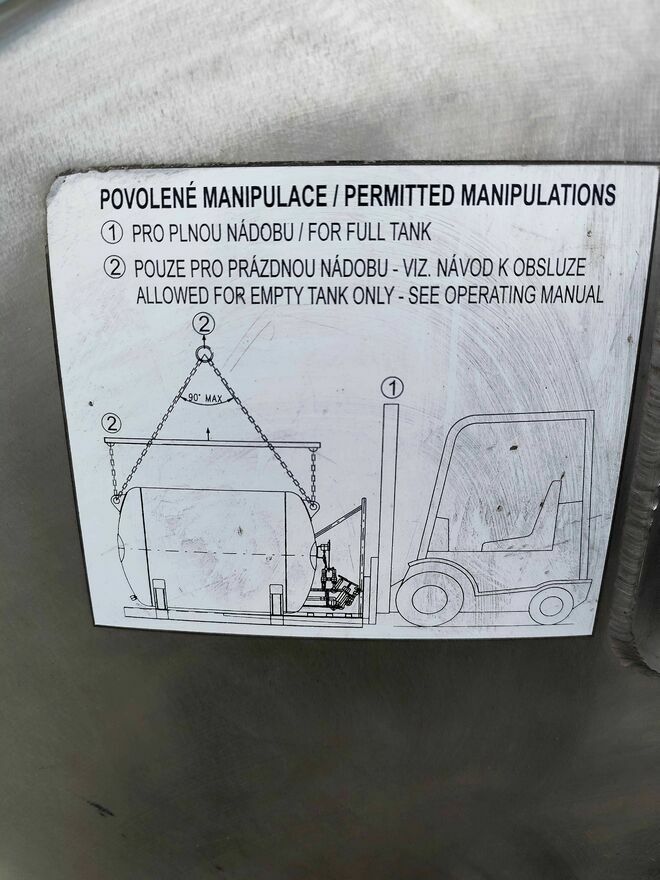 POVOLENÉ MANIPULACE / PERMITTED MANIPULATIONS
① PRO PLNOU NÁDOBU / FOR FULL TANK
② POUZE PRO PRÁZDNOU NÁDOBU - VIZ. NÁVOD K OBSLUZE
ALLOWED FOR EMPTY TANK ONLY - SEE OPERATING MANUAL
②
90° MAX
①
②